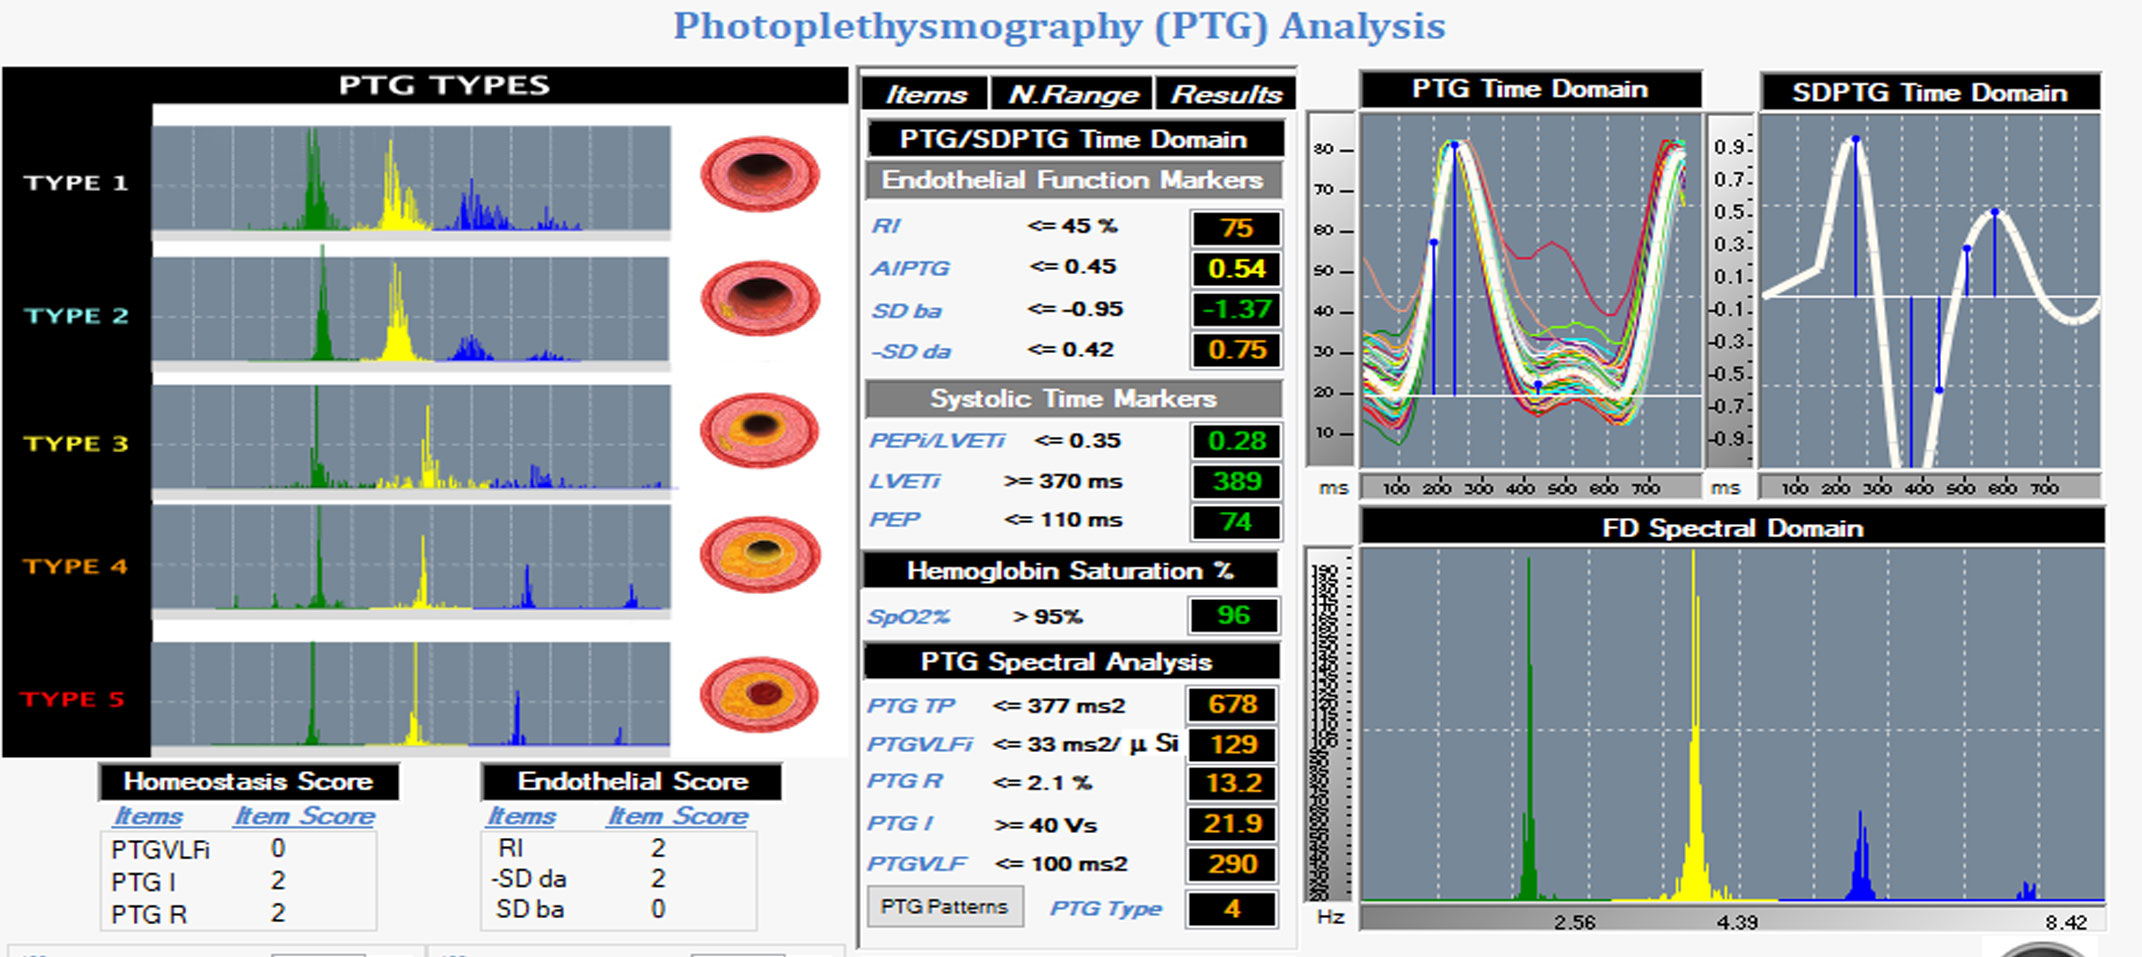 Photoplethysmography (PTG) Analysis
PTG TYPES
TYPE 1
TYPE 2
TYPE 3
TYPE 4
TYPE 5
Homeostasis Score
Items Item Score
PTGVLFi 0
PTG I 2
PTG R 2
Endothelial Score
Items Item Score
RI 2
-SD da 2
SD ba 0
Items N.Range Results
PTG/SDPTG Time Domain
Endothelial Function Markers
RI <= 45 % 75
AIPTG <= 0.45 0.54
SD ba <= -0.95 -1.37
-SD da <= 0.42 0.75
Systolic Time Markers
PEPi/LVETi <= 0.35 0.28
LVETi >= 370 ms 389
PEP <= 110 ms 74
Hemoglobin Saturation %
SpO2% > 95% 96
PTG Spectral Analysis
PTG TP <= 377 ms2 678
PTGVLFi <= 33 ms2/ μ Si 129
PTG R <= 2.1 % 13.2
PTG I >= 40 Vs 21.9
PTGVLF <= 100 ms2 290
PTG Patterns PTG Type 4
PTG Time Domain
80
70
60
50
40
30
20
10
ms 100 200 300 400 500 600 700
SDPTG Time Domain
0.9
0.7
0.5
0.3
0.1
-0.1
-0.3
-0.5
-0.7
-0.9
ms 100 200 300 400 500 600 700
FD Spectral Domain
Hz 2.56 4.39 8.42